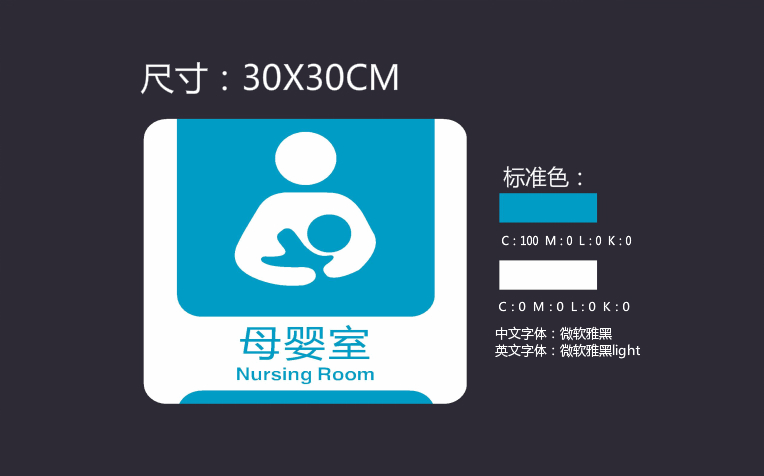 尺寸：30X30CM
标准色：
C:100 M:0 L:0 K:0
C:0 M:0 L:0 K:0
母婴室
Nursing Room
中文字体：微软雅黑
英文字体：微软雅黑light